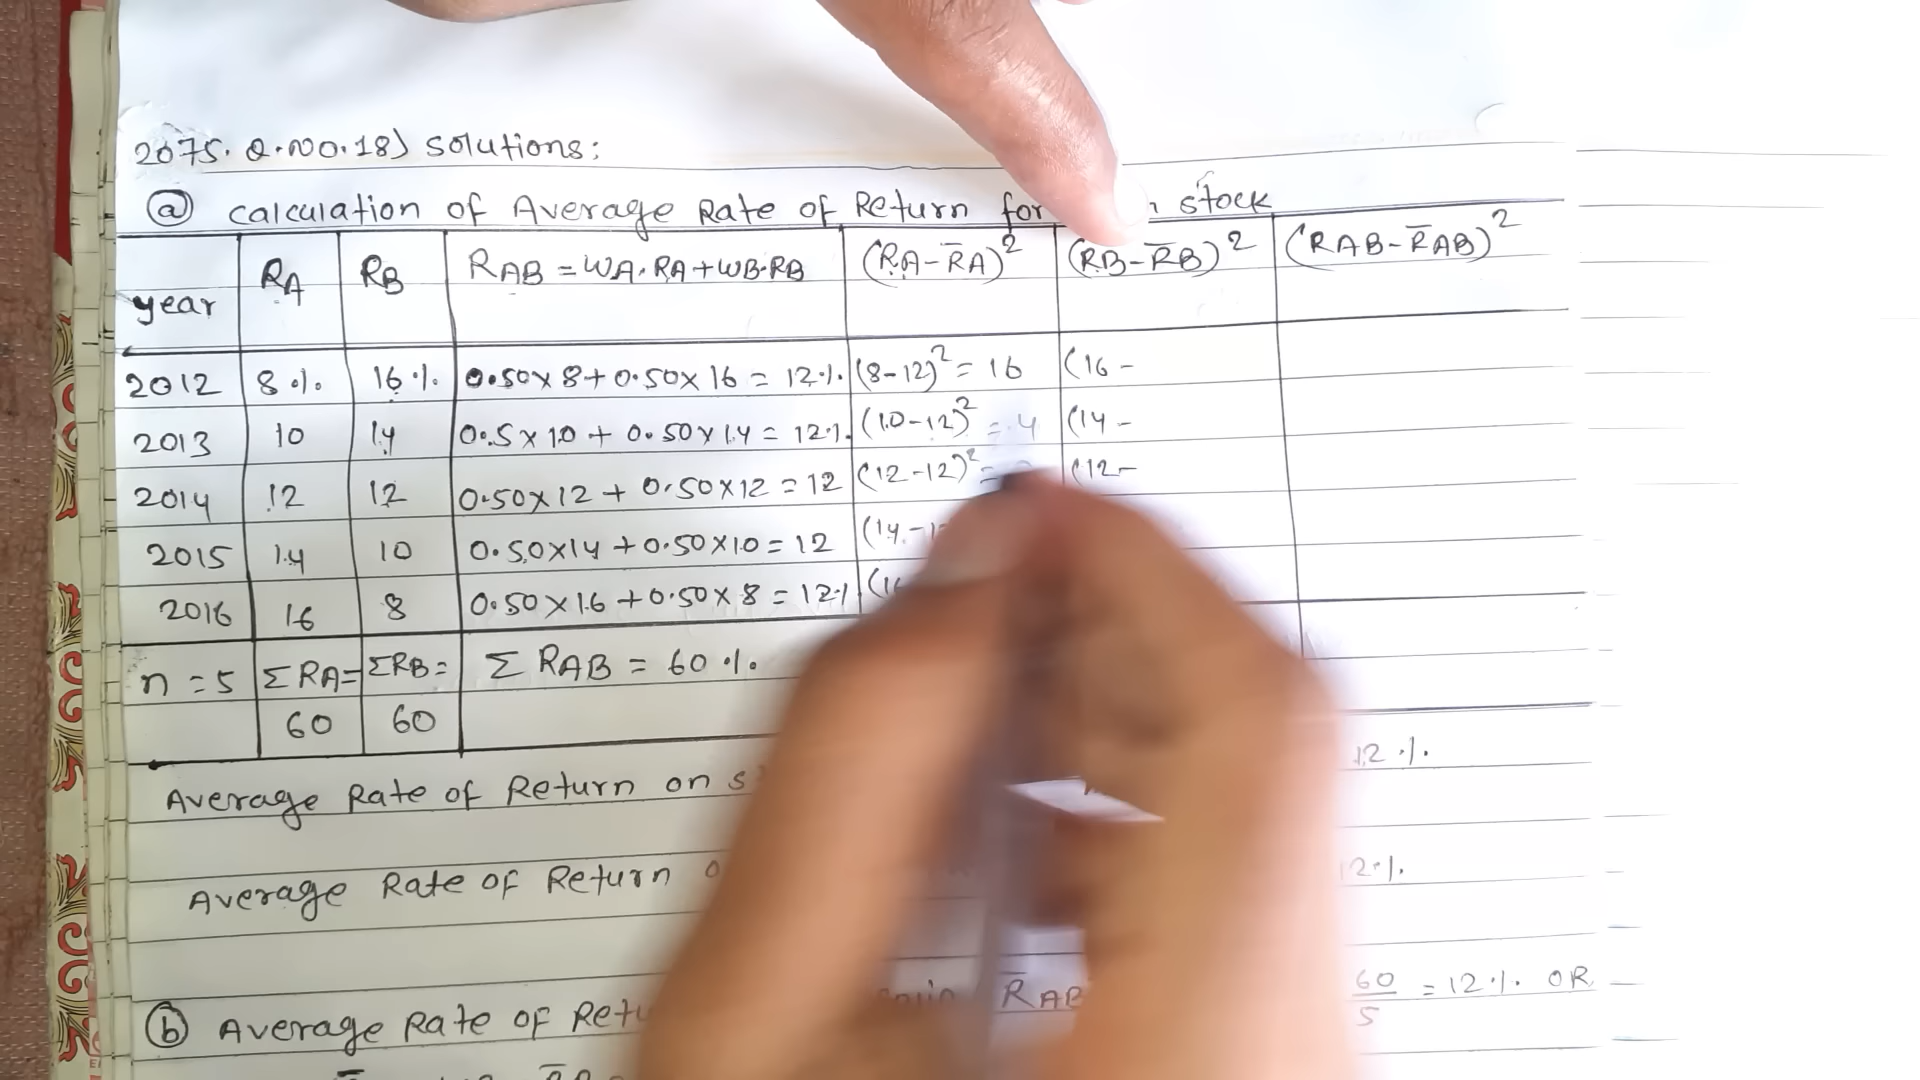 2075. Q.NO.18) solutions:
(a) calculation of Average Rate of Return for stock
year RA RB RAB = WA.RA+WB.RB (RA-R̄A)² (RB-R̄B)² (RAB-R̄AB)²
2012 8% 16% 0.50x8+0.50x16 = 12% (8-12)² = 16 (16-
2013 10 14 0.5x10 + 0.50x14 = 12% (10-12)² = 4 (14-
2014 12 12 0.50x12 + 0.50x12 = 12 (12-12)² = (12-
2015 14 10 0.50x14 + 0.50x10 = 12 (14-
2016 16 8 0.50x16 + 0.50x8 = 12% (1
n = 5 ΣRA= ΣRB= ΣRAB = 60%
60 60
12%.
Average Rate of Return on
Average Rate of Return 12%.
(b) Average Rate of R̄AB 60/5 = 12%. OR